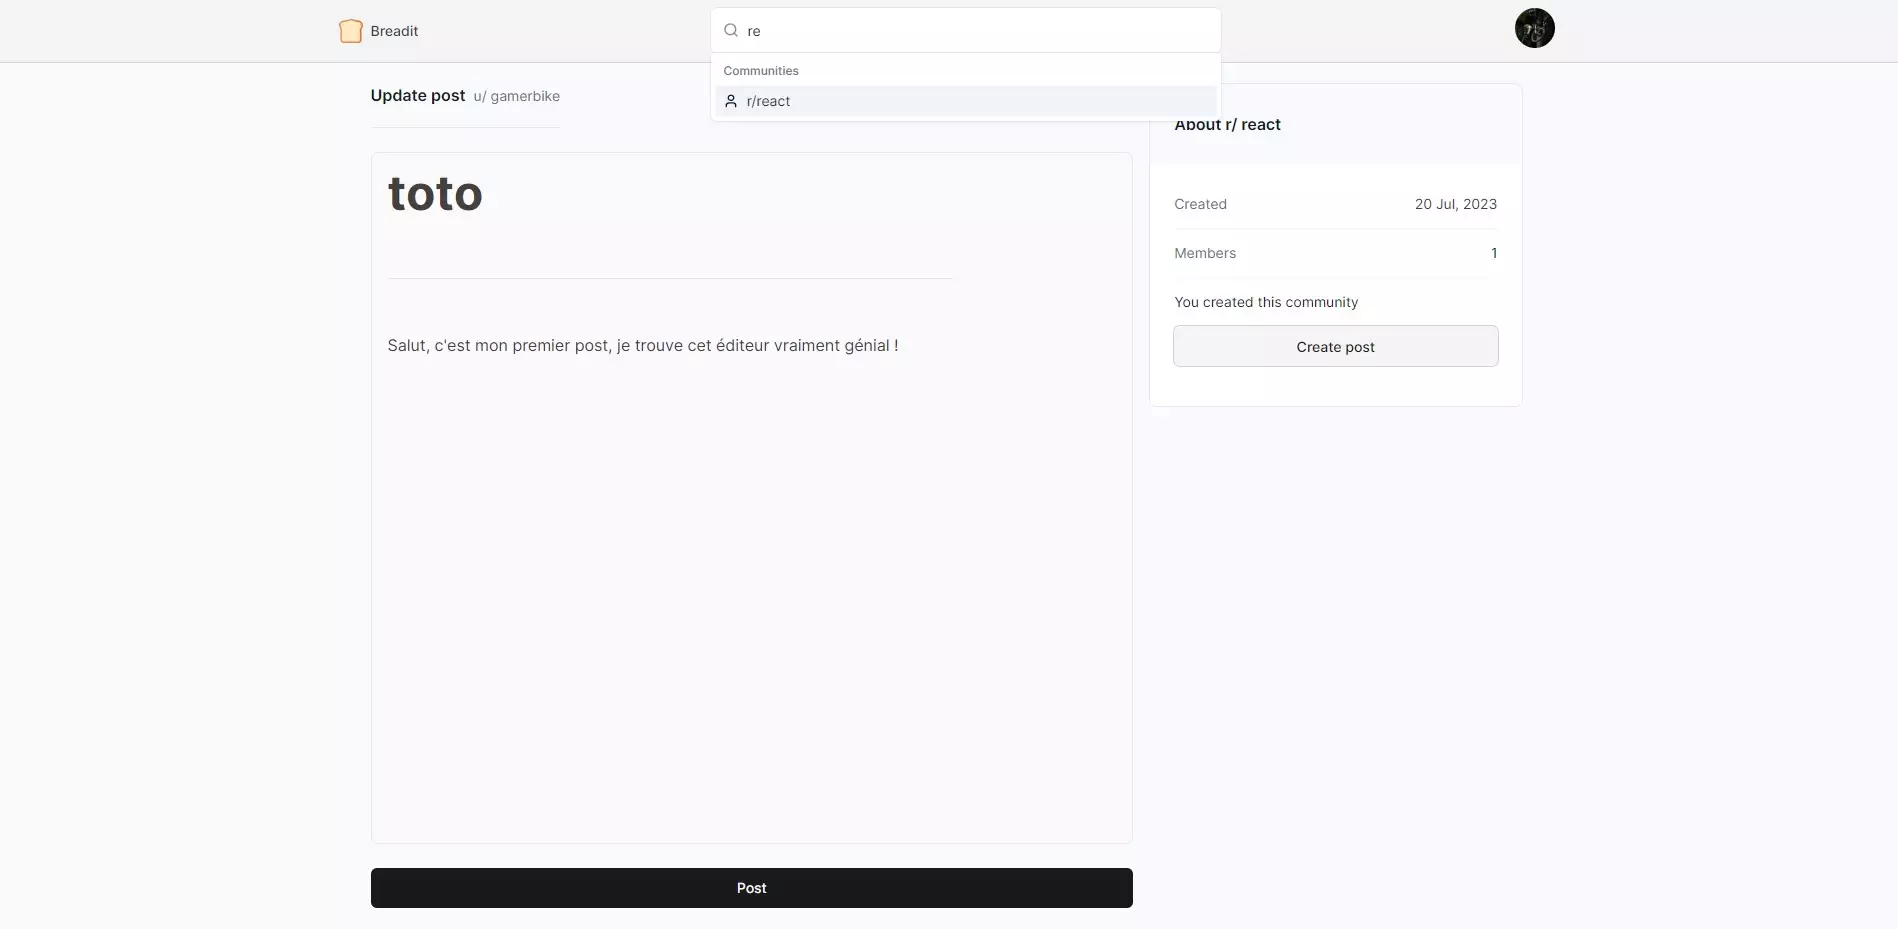 Breadit
re
Communities
r/react
Update post u/ gamerbike
About r/ react
toto
Created 20 Jul, 2023
Members 1
You created this community
Create post
Salut, c'est mon premier post, je trouve cet éditeur vraiment génial !
Post